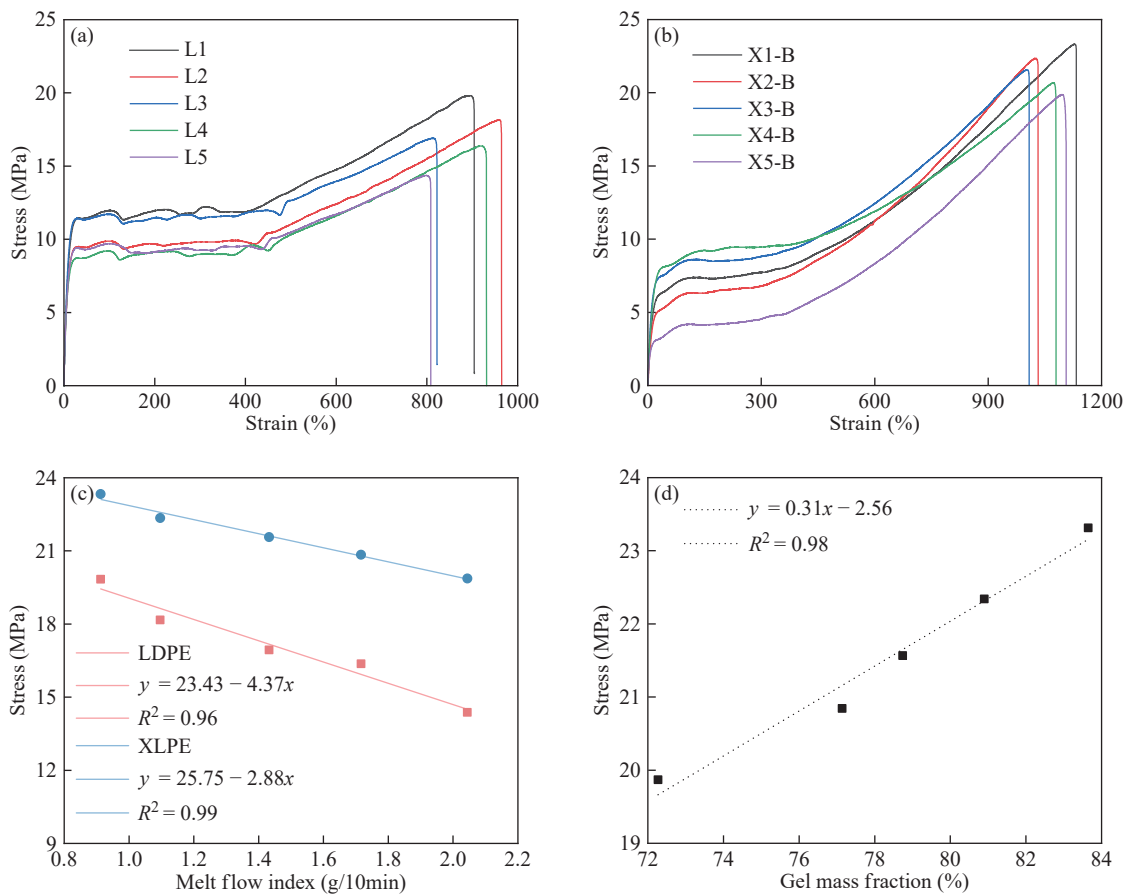 (a)
L1
L2
L3
L4
L5
25
20
15
10
5
0
Stress (MPa)
0 200 400 600 800 1000
Strain (%)
(b)
X1-B
X2-B
X3-B
X4-B
X5-B
25
20
15
10
5
0
Stress (MPa)
0 300 600 900 1200
Strain (%)
(c)
LDPE
y = 23.43 − 4.37x
R² = 0.96
XLPE
y = 25.75 − 2.88x
R² = 0.99
24
21
18
15
12
9
Stress (MPa)
0.8 1.0 1.2 1.4 1.6 1.8 2.0 2.2
Melt flow index (g/10min)
(d)
y = 0.31x − 2.56
R² = 0.98
24
23
22
21
20
19
Stress (MPa)
72 74 76 78 80 82 84
Gel mass fraction (%)